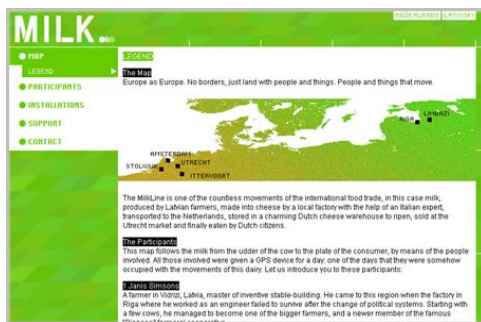 NEDERLANDS LATVISKI
MILK
MAP
LEGEND
PARTICIPANTS
INSTALLATIONS
SUPPORT
CONTACT
LEGEND
The Map
Europe as Europe. No borders, just land with people and things. People and things that move.
LIMBAZI
RIGA
AMSTERDAM
STOLWIJK UTRECHT
ITTERVOORT
The MilkLine is one of the countless movements of the international food trade, in this case milk,
produced by Latvian farmers, made into cheese by a local factory with the help of an Italian expert,
transported to the Netherlands, stored in a charming Dutch cheese warehouse to ripen, sold at the
Utrecht market and finally eaten by Dutch citizens.
The Participants
This map follows the milk from the udder of the cow to the plate of the consumer, by means of the people
involved. All those involved were given a GPS device for a day: one of the days that they were somehow
occupied with the movements of this dairy. Let us introduce you to these participants:
1.Janis Simsons
A farmer in Vidrizi, Latvia, master of inventive stable-building. He came to this region when the factory in
Riga where he worked as an engineer failed to survive after the change of political systems. Starting with
a few cows, he managed to become one of the bigger farmers, and a newer member of the famous